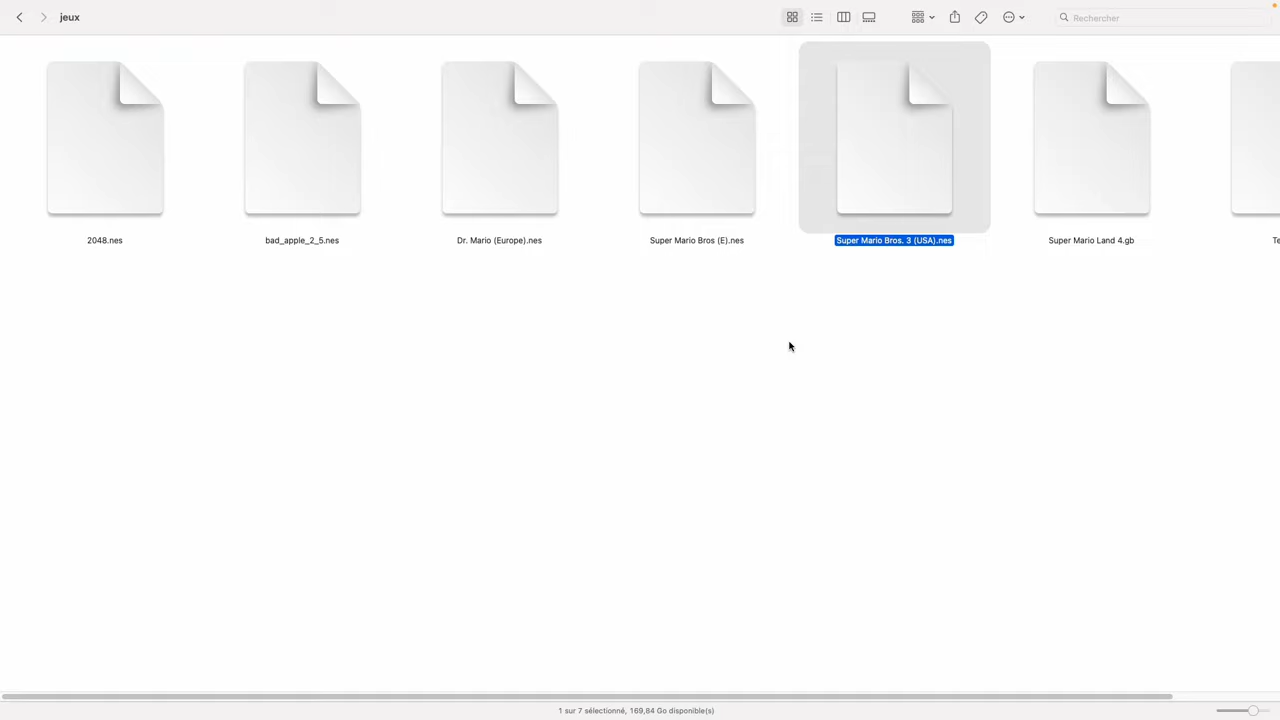 jeux
Rechercher
2048.nes
bad_apple_2_5.nes
Dr. Mario (Europe).nes
Super Mario Bros (E).nes
Super Mario Bros. 3 (USA).nes
Super Mario Land 4.gb
Te
1 sur 7 sélectionné, 169,84 Go disponible(s)